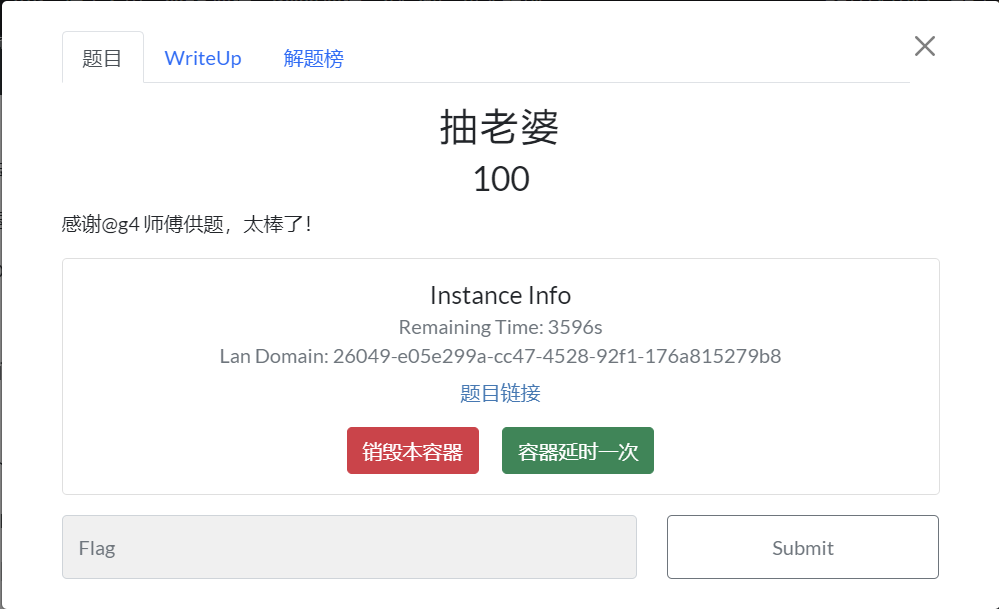 题目 WriteUp 解题榜
抽老婆
100
感谢@g4 师傅供题，太棒了！
Instance Info
Remaining Time: 3596s
Lan Domain: 26049-e05e299a-cc47-4528-92f1-176a815279b8
题目链接
销毁本容器 容器延时一次
Flag Submit